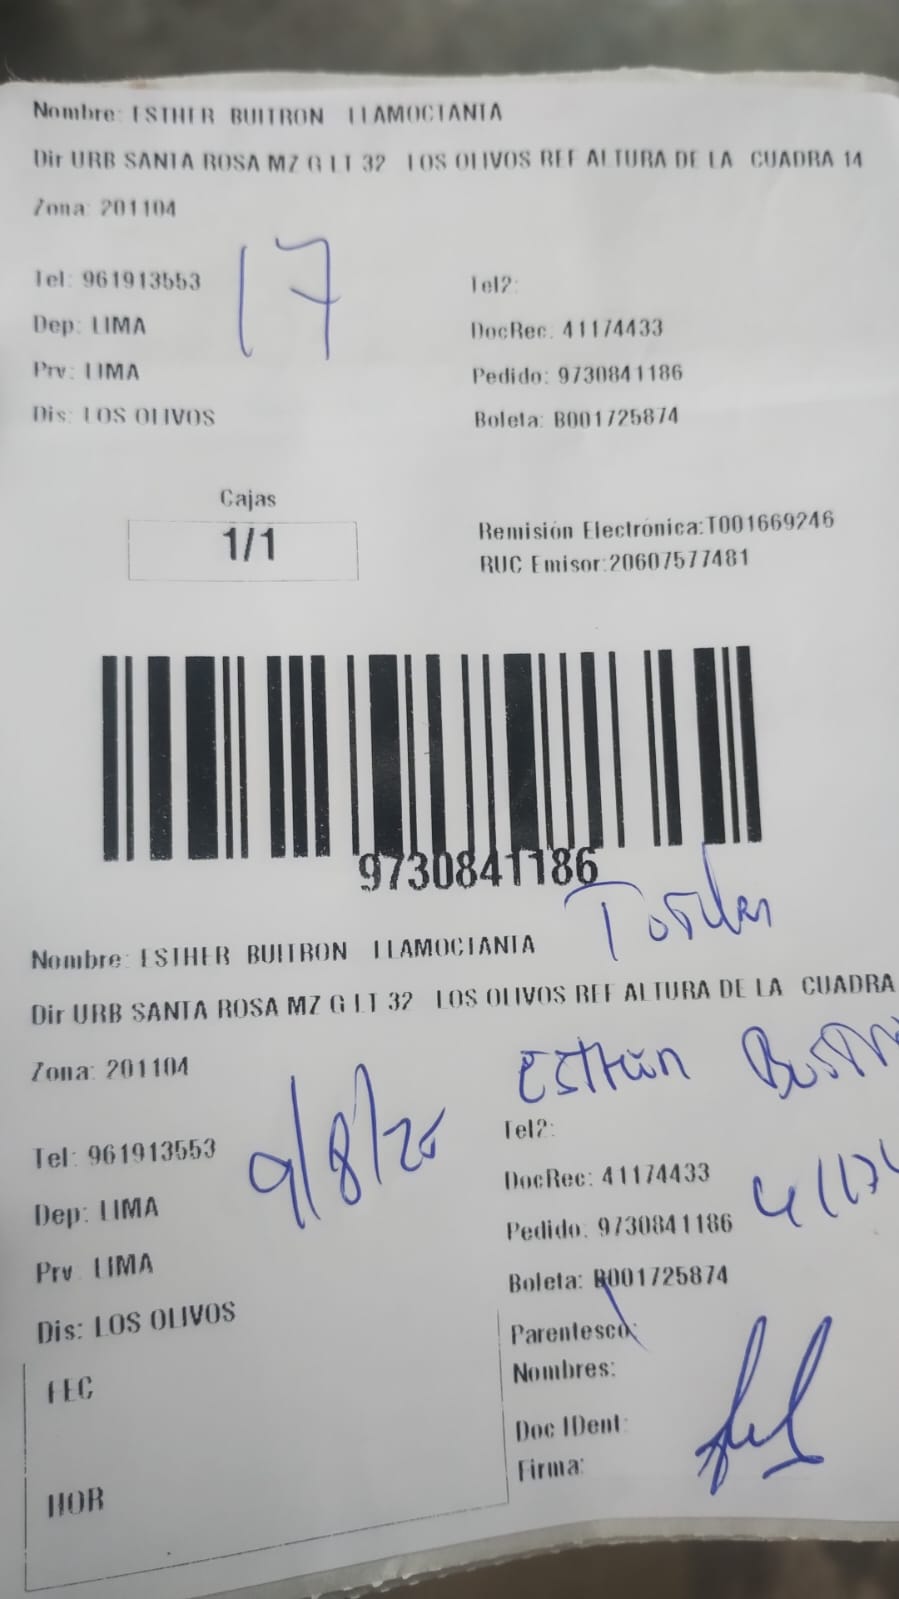 Nombre: ESTHER BUITRON LLAMOCTANTA
Dir URB SANTA ROSA MZ G LT 32 LOS OLIVOS REF ALTURA DE LA CUADRA 14
Zona: 201104
17
Tel: 961913553 Tel2:
Dep: LIMA DocRec: 41174433
Prv: LIMA Pedido: 9730841186
Dis: LOS OLIVOS Boleta: B001725874
Cajas
1/1
Remisión Electrónica:T001669246
RUC Emisor:20607577481
9730841186
Nombre: ESTHER BUITRON LLAMOCTANTA
Dir URB SANTA ROSA MZ G LT 32 LOS OLIVOS REF ALTURA DE LA CUADRA
Zona: 201104
Tel2:
Tel: 961913553 9/8/25
DocRec: 41174433 4117
Dep: LIMA Pedido: 9730841186
Prv LIMA Boleta: B001725874
Dis: LOS OLIVOS Parentesco:
Nombres:
FEC
Doc IDent:
Firma:
HOR